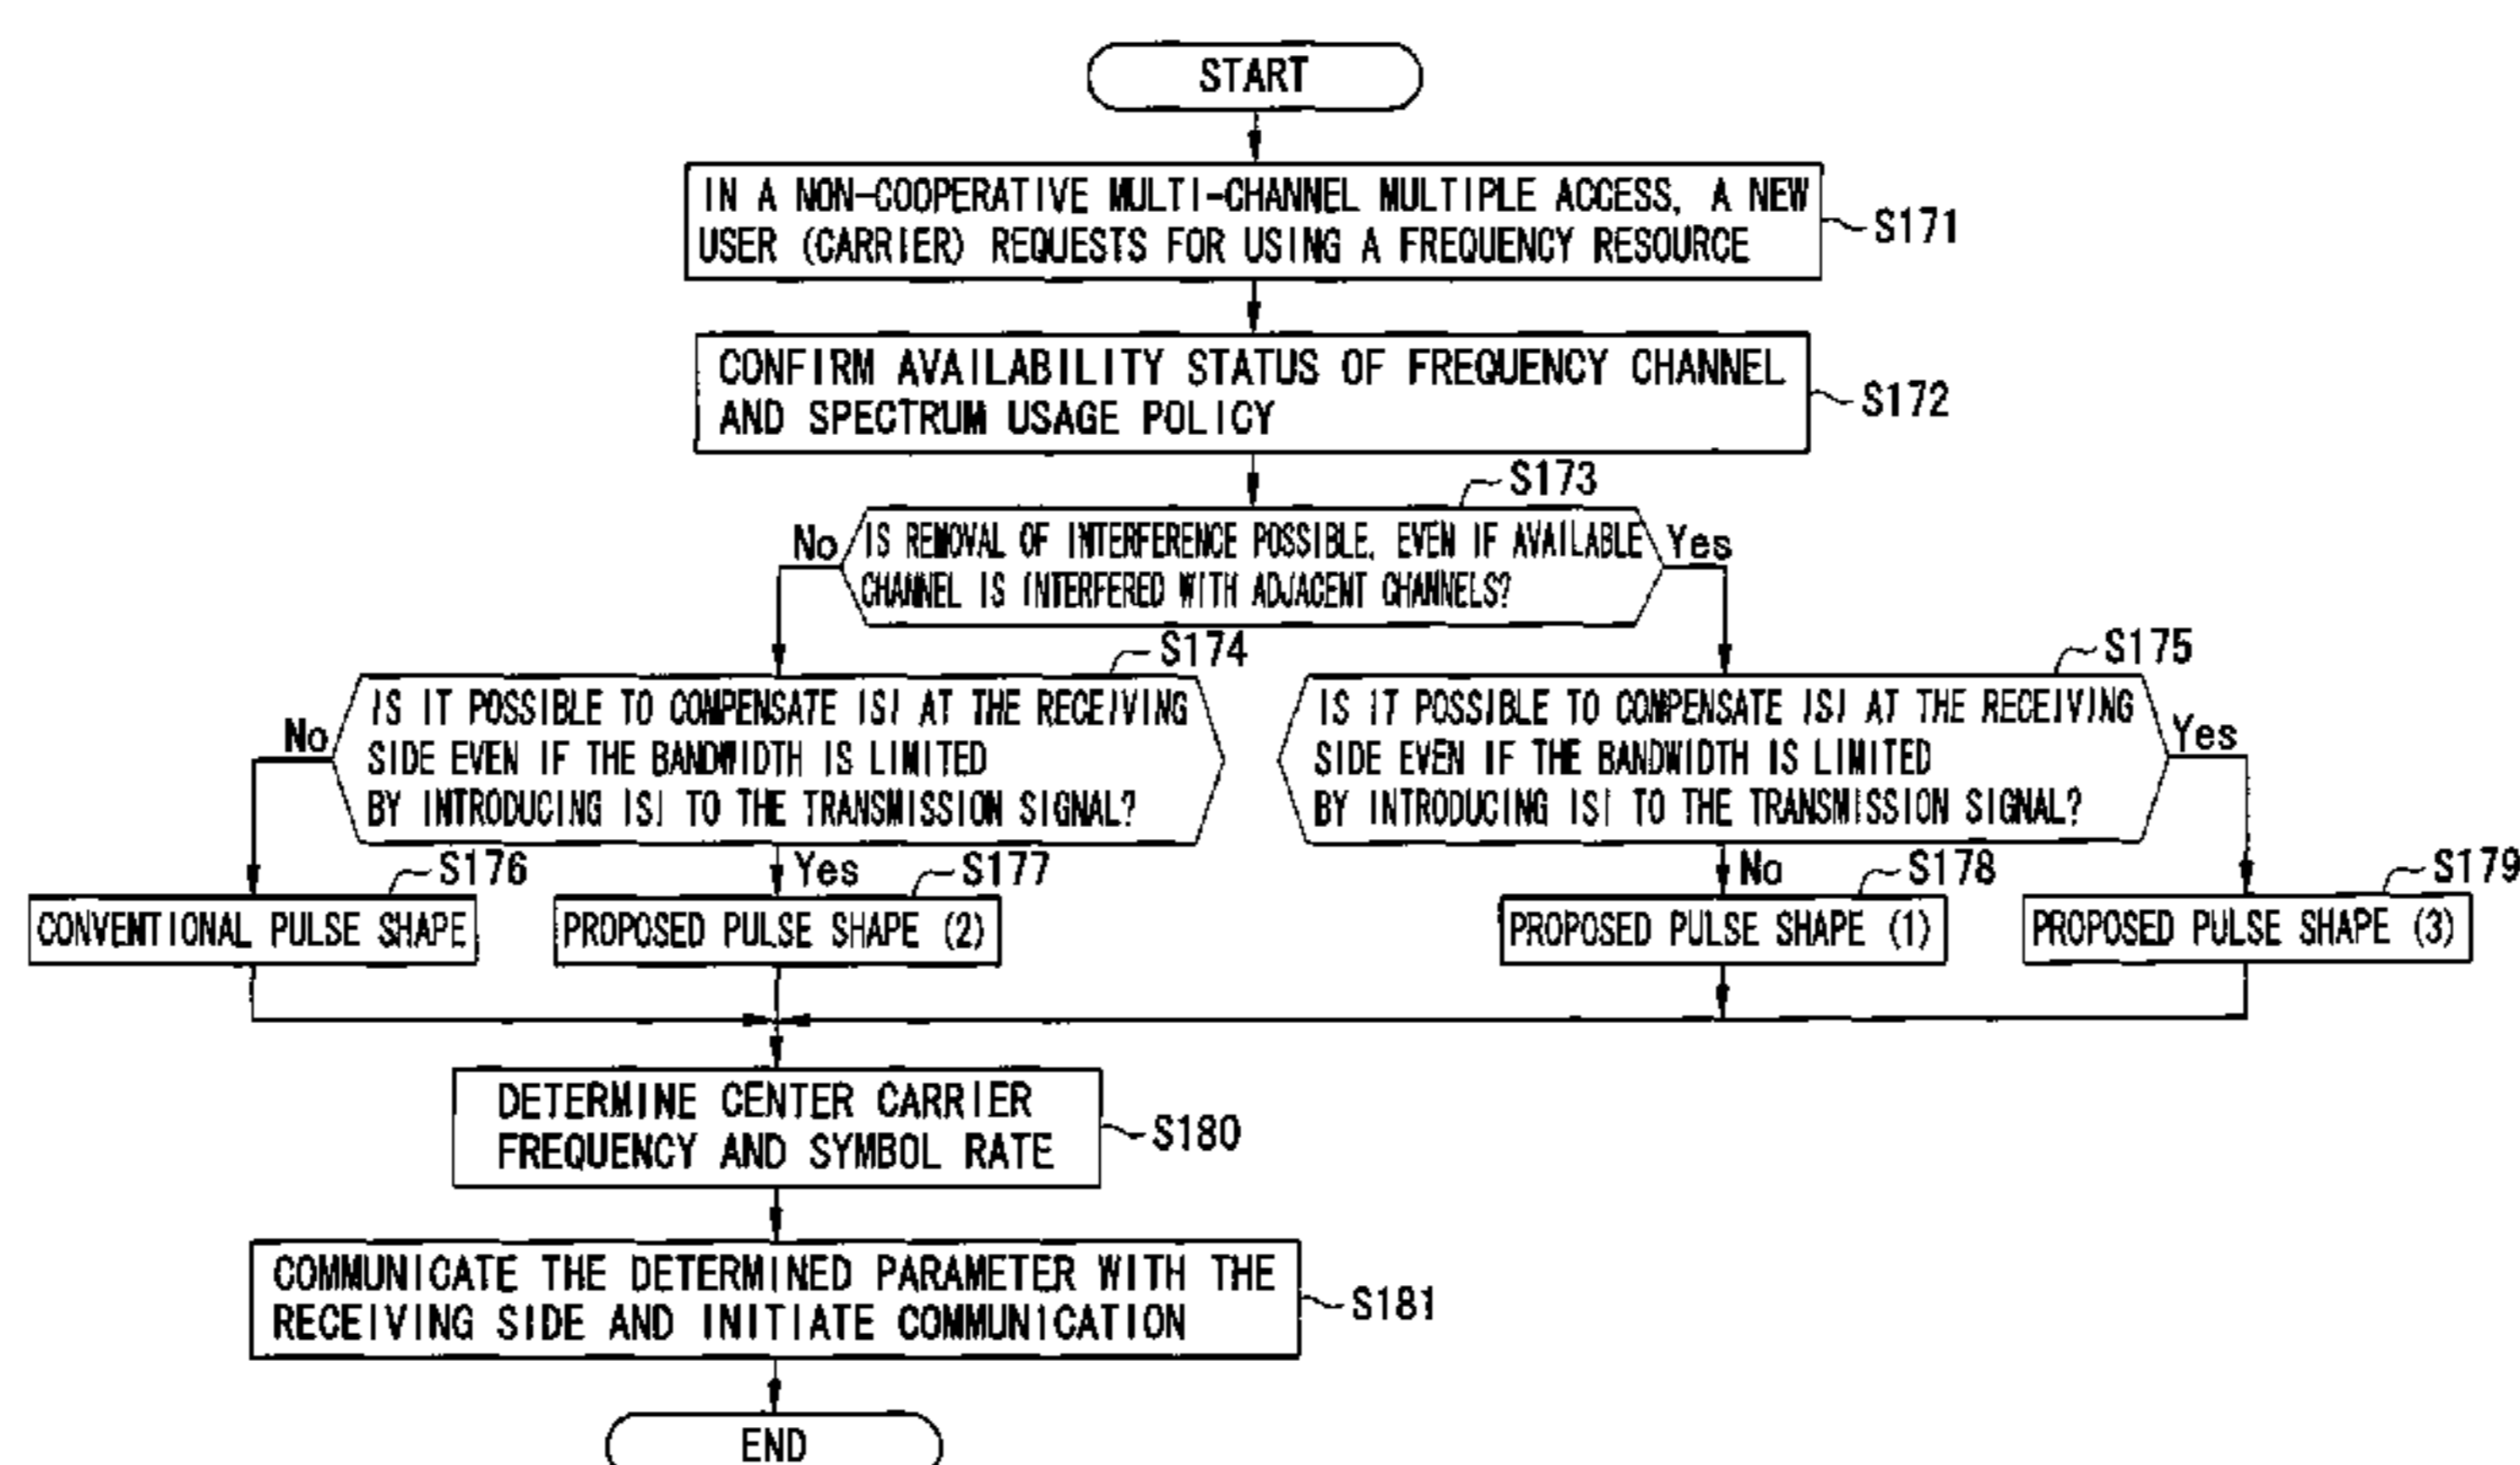 START
IN A NON-COOPERATIVE MULTI-CHANNEL MULTIPLE ACCESS, A NEW
USER (CARRIER) REQUESTS FOR USING A FREQUENCY RESOURCE
S171
CONFIRM AVAILABILITY STATUS OF FREQUENCY CHANNEL
AND SPECTRUM USAGE POLICY
S172
S173
No
IS REMOVAL OF INTERFERENCE POSSIBLE, EVEN IF AVAILABLE
CHANNEL IS INTERFERED WITH ADJACENT CHANNELS?
Yes
S174
No
IS IT POSSIBLE TO COMPENSATE ISI AT THE RECEIVING
SIDE EVEN IF THE BANDWIDTH IS LIMITED
BY INTRODUCING ISI TO THE TRANSMISSION SIGNAL?
S175
IS IT POSSIBLE TO COMPENSATE ISI AT THE RECEIVING
SIDE EVEN IF THE BANDWIDTH IS LIMITED
BY INTRODUCING ISI TO THE TRANSMISSION SIGNAL?
Yes
S176
CONVENTIONAL PULSE SHAPE
Yes
S177
PROPOSED PULSE SHAPE (2)
No
S178
PROPOSED PULSE SHAPE (1)
S179
PROPOSED PULSE SHAPE (3)
DETERMINE CENTER CARRIER
FREQUENCY AND SYMBOL RATE
S180
COMMUNICATE THE DETERMINED PARAMETER WITH THE
RECEIVING SIDE AND INITIATE COMMUNICATION
S181
END